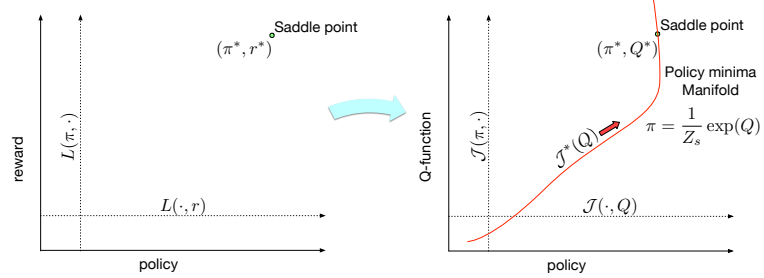 Saddle point
(π*, r*)
L(π, ·)
reward
L(·, r)
policy
Saddle point
(π*, Q*)
Policy minima
Manifold
π = 1/Z_s exp(Q)
𝒥*(Q)
𝒥(π, ·)
Q-function
𝒥(·, Q)
policy